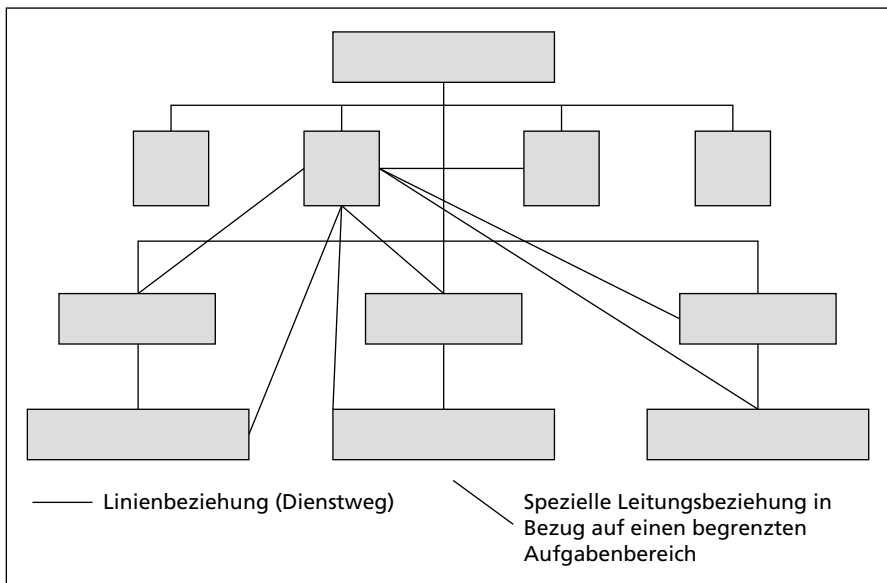 Linienbeziehung (Dienstweg)
Spezielle Leitungsbeziehung in
Bezug auf einen begrenzten
Aufgabenbereich